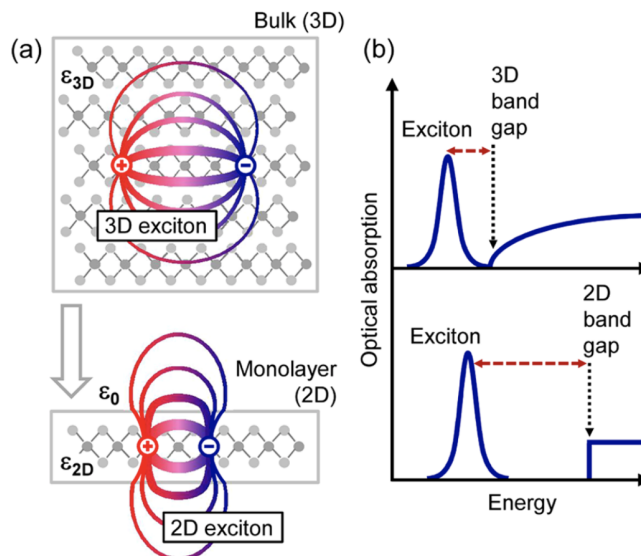 (a)
Bulk (3D)
ε3D
+
−
3D exciton
ε0
Monolayer
(2D)
ε2D
+
−
2D exciton
(b)
Optical absorption
Exciton
3D
band
gap
Exciton
2D
band
gap
Energy